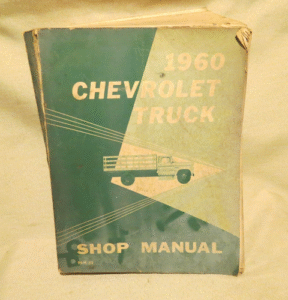 1960
CHEVROLET
TRUCK
SHOP MANUAL